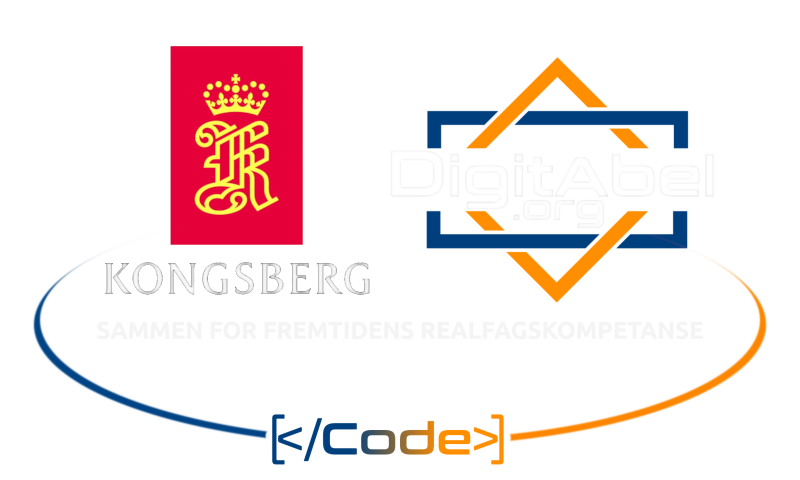 KONGSBERG
DigitAbel
.org
SAMMEN FOR FREMTIDENS REALFAGSKOMPETANSE
[</Code>]